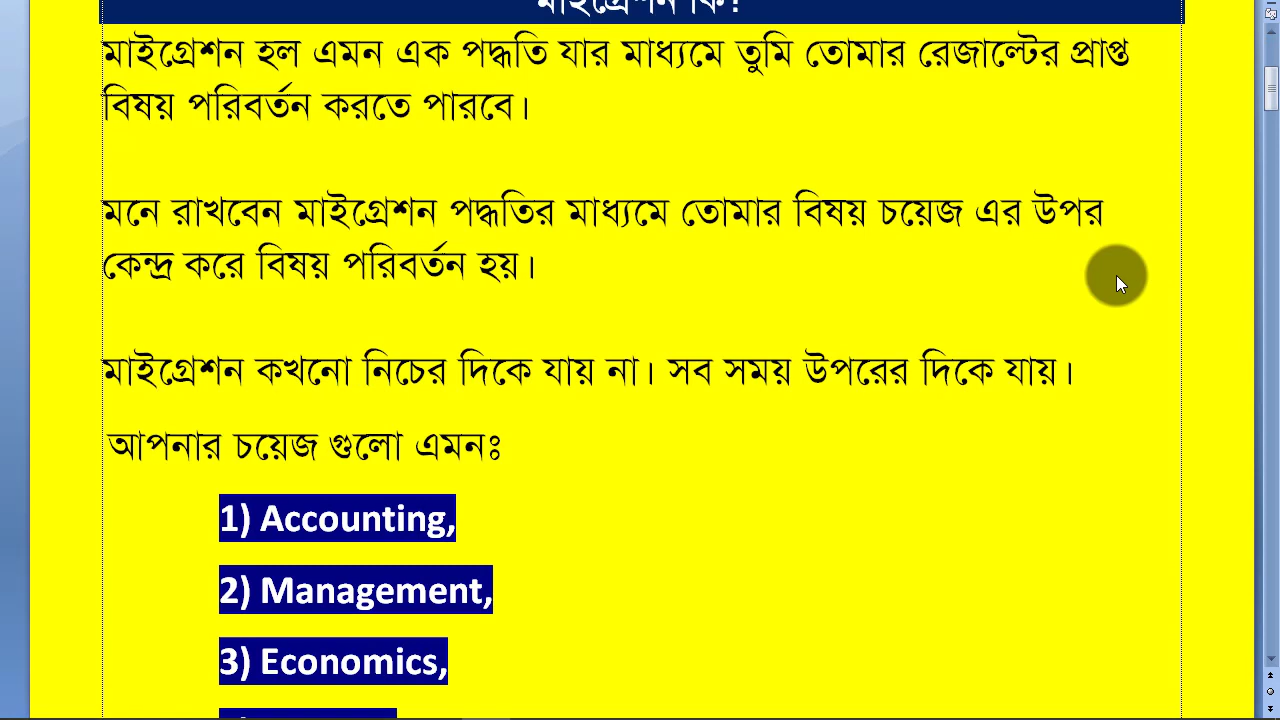 মাইগ্রেশন কি?
মাইগ্রেশন হল এমন এক পদ্ধতি যার মাধ্যমে তুমি তোমার রেজাল্টের প্রাপ্ত
বিষয় পরিবর্তন করতে পারবে।
মনে রাখবেন মাইগ্রেশন পদ্ধতির মাধ্যমে তোমার বিষয় চয়েজ এর উপর
কেন্দ্র করে বিষয় পরিবর্তন হয়।
মাইগ্রেশন কখনো নিচের দিকে যায় না। সব সময় উপরের দিকে যায়।
আপনার চয়েজ গুলো এমনঃ
1) Accounting,
2) Management,
3) Economics,